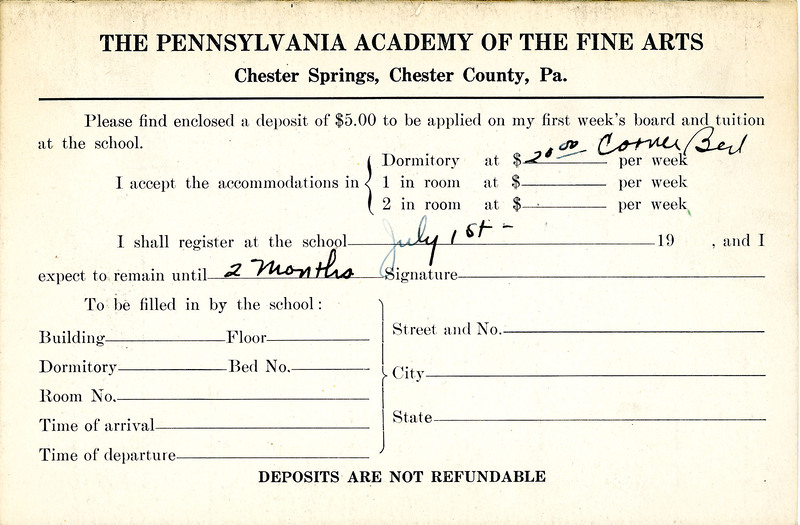 THE PENNSYLVANIA ACADEMY OF THE FINE ARTS
Chester Springs, Chester County, Pa.
Please find enclosed a deposit of $5.00 to be applied on my first week's board and tuition
at the school.
I accept the accommodations in
Dormitory at $ 20.00 per week Corner Bed
1 in room at $ per week
2 in room at $ per week
I shall register at the school July 1st - 19 , and I
expect to remain until 2 Months Signature
To be filled in by the school:
Building Floor
Dormitory Bed No.
Room No.
Time of arrival
Time of departure
Street and No.
City
State
DEPOSITS ARE NOT REFUNDABLE